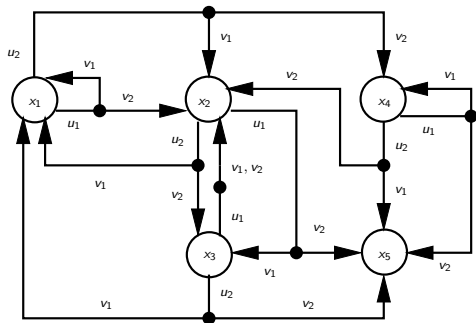 v₁
u₂
v₂
v₁
v₂
v₁
x₁
v₂
x₂
x₄
u₁
u₁
u₁
u₂
u₂
v₁, v₂
v₁
v₂
v₁
u₁
v₂
x₃
x₅
v₁
v₂
u₂
v₁
v₂